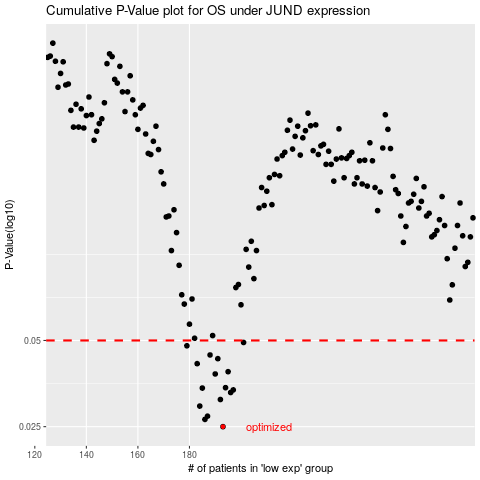 Cumulative P-Value plot for OS under JUND expression
P-Value(log10)
0.05
0.025
optimized
120 140 160 180
# of patients in 'low exp' group